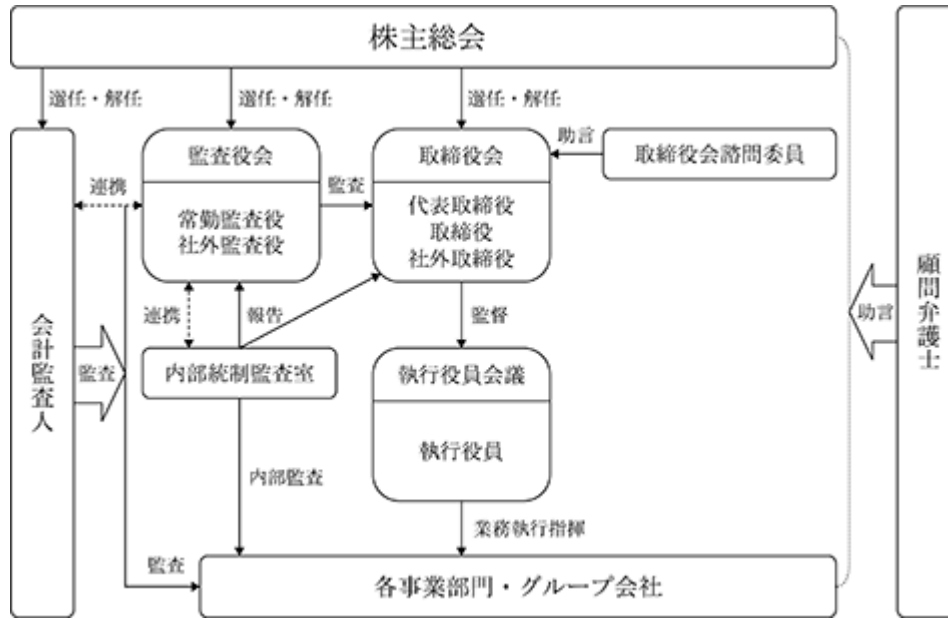 株主総会
選任・解任
選任・解任
選任・解任
監査役会
常勤監査役
社外監査役
監査
取締役会
代表取締役
取締役
社外取締役
助言
取締役会諮問委員
連携
連携
報告
監督
会計監査人
監査
内部統制監査室
執行役員会議
執行役員
助言
顧問弁護士
内部監査
業務執行指揮
監査
各事業部門・グループ会社